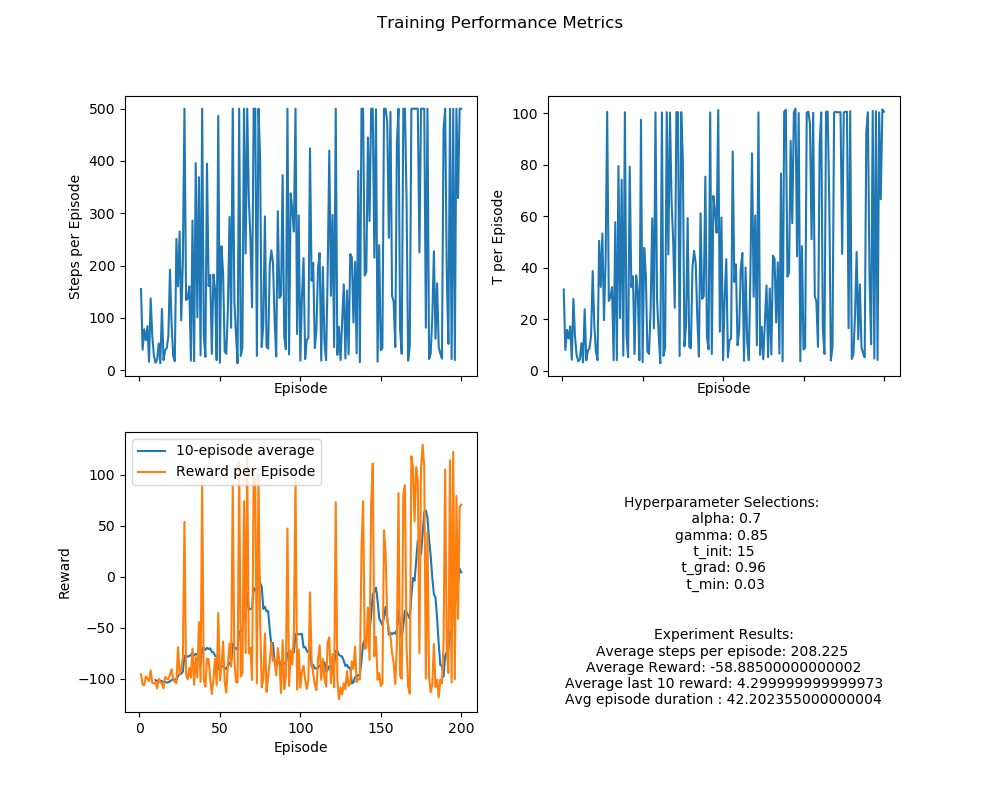 Training Performance Metrics
500
400
300
200
100
0
Steps per Episode
Episode
100
80
60
40
20
0
T per Episode
Episode
10-episode average
Reward per Episode
100
50
0
−50
−100
Reward
0
50
100
150
200
Episode
Hyperparameter Selections:
alpha: 0.7
gamma: 0.85
t_init: 15
t_grad: 0.96
t_min: 0.03
Experiment Results:
Average steps per episode: 208.225
Average Reward: -58.88500000000002
Average last 10 reward: 4.299999999999973
Avg episode duration : 42.202355000000004